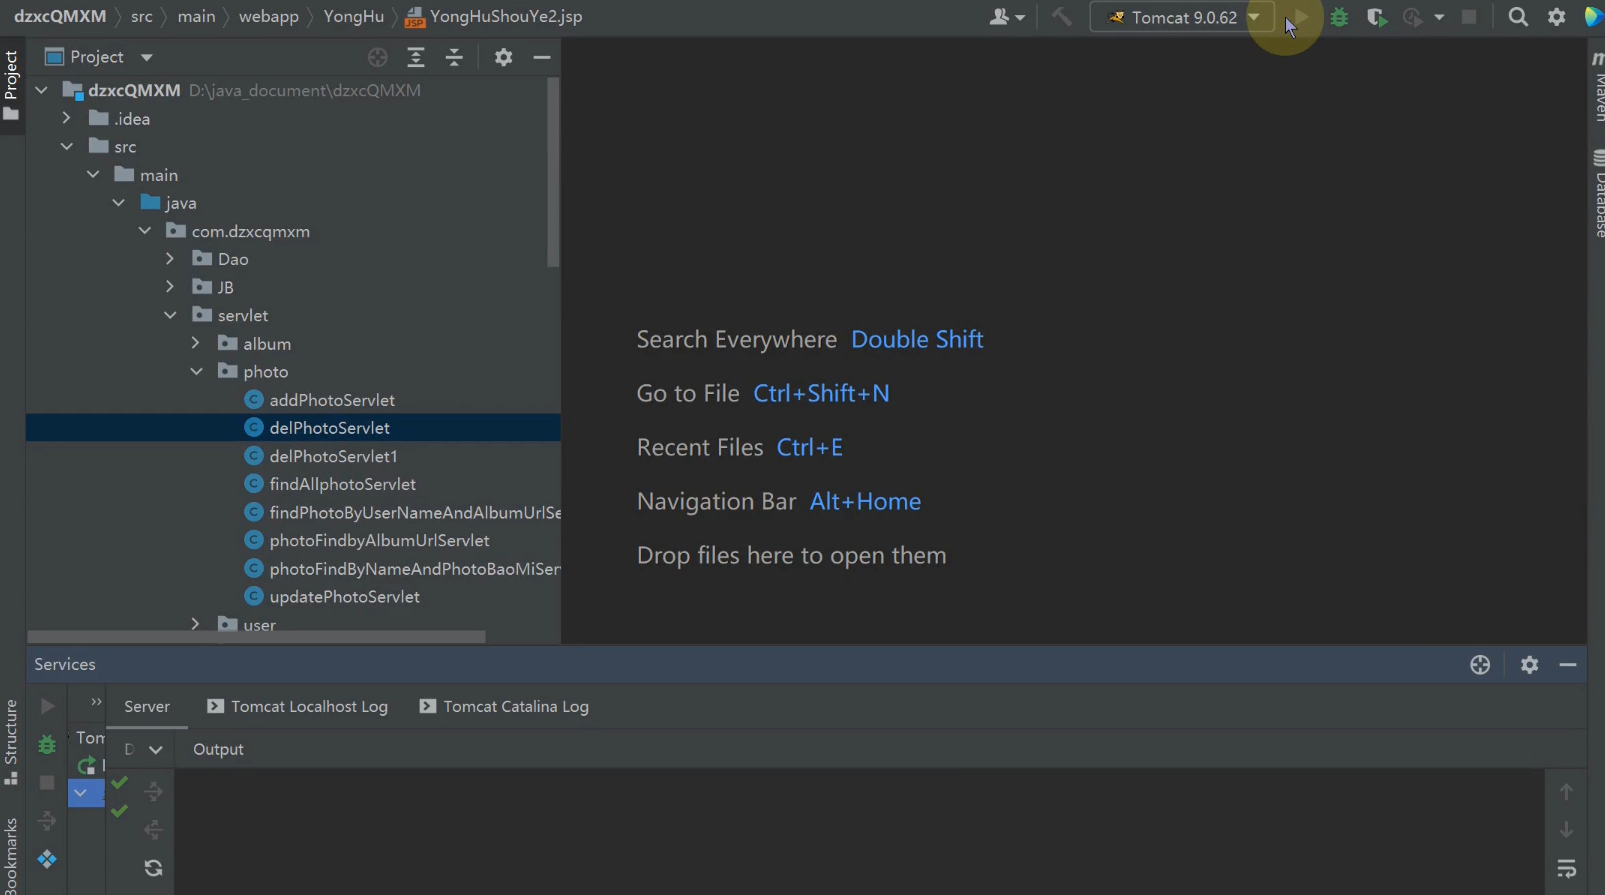 dzxcQMXM
src
main
webapp
YongHu
YongHuShouYe2.jsp
Tomcat 9.0.62
Project
Project
dzxcQMXM D:\java_document\dzxcQMXM
.idea
src
main
java
com.dzxcqmxm
Dao
JB
servlet
album
photo
addPhotoServlet
delPhotoServlet
delPhotoServlet1
findAllphotoServlet
findPhotoByUserNameAndAlbumUrlSe
photoFindbyAlbumUrlServlet
photoFindByNameAndPhotoBaoMiSer
updatePhotoServlet
user
Search Everywhere Double Shift
Go to File Ctrl+Shift+N
Recent Files Ctrl+E
Navigation Bar Alt+Home
Drop files here to open them
Maven
Database
Services
Server
Tomcat Localhost Log
Tomcat Catalina Log
Tom
D
Output
Structure
Bookmarks